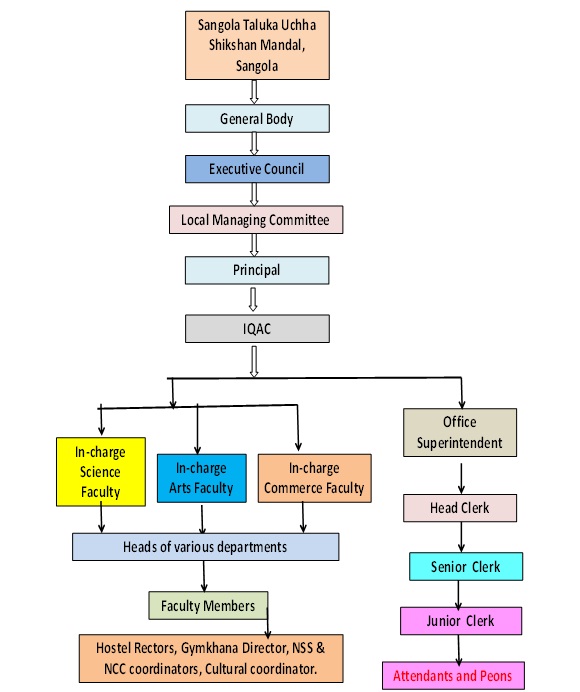 Sangola Taluka Uchha
Shikshan Mandal,
Sangola
General Body
Executive Council
Local Managing Committee
Principal
IQAC
In-charge
Science
Faculty
In-charge
Arts Faculty
In-charge
Commerce Faculty
Office
Superintendent
Head Clerk
Heads of various departments
Senior Clerk
Faculty Members
Junior Clerk
Hostel Rectors, Gymkhana Director, NSS &
NCC coordinators, Cultural coordinator.
Attendants and Peons